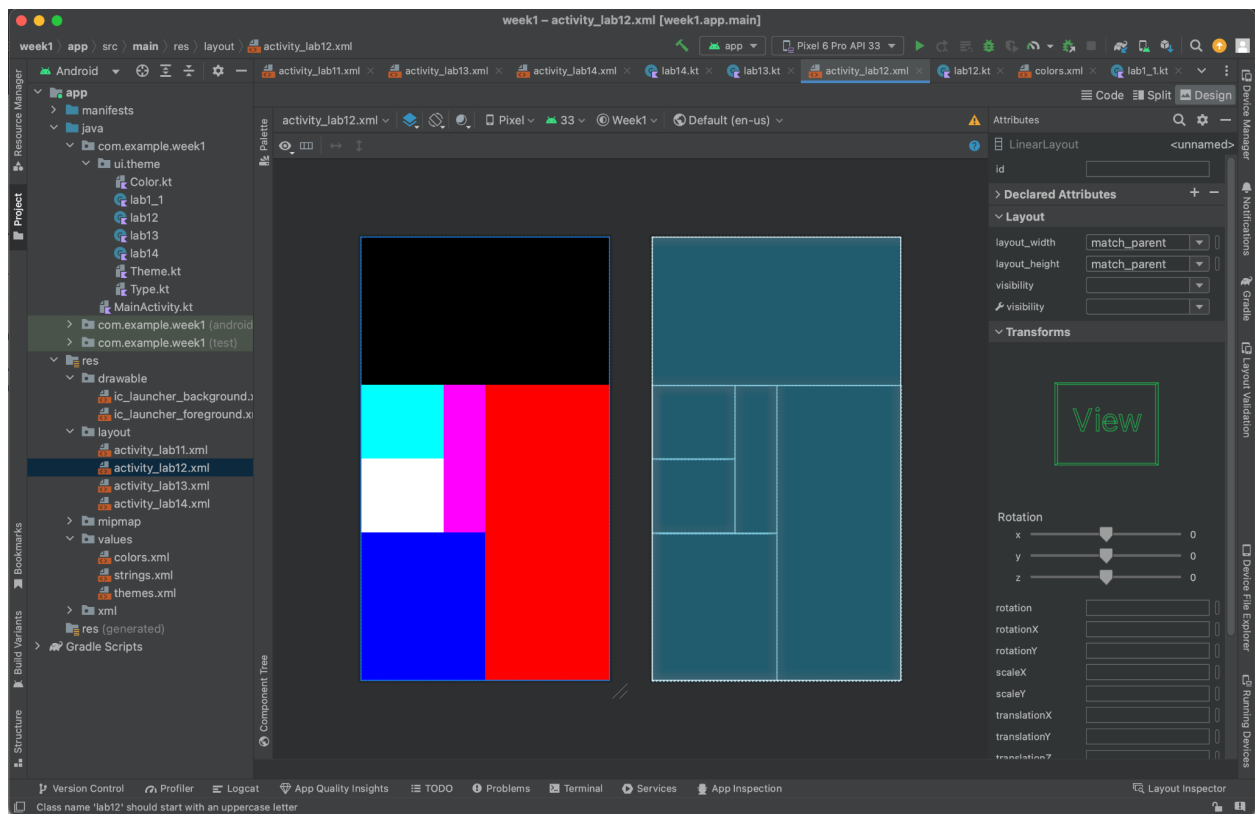 week1 – activity_lab12.xml [week1.app.main]
week1 〉 app 〉 src 〉 main 〉 res 〉 layout 〉 activity_lab12.xml
app
Pixel 6 Pro API 33
Android
activity_lab11.xml
activity_lab13.xml
activity_lab14.xml
lab14.kt
lab13.kt
activity_lab12.xml
lab12.kt
colors.xml
lab1_1.kt
Code
Split
Design
activity_lab12.xml
Pixel
33
Week1
Default (en-us)
Resource Manager
Project
Bookmarks
Build Variants
Structure
app
manifests
java
com.example.week1
ui.theme
Color.kt
lab1_1
lab12
lab13
lab14
Theme.kt
Type.kt
MainActivity.kt
com.example.week1 (android
com.example.week1 (test)
res
drawable
ic_launcher_background.x
ic_launcher_foreground.x
layout
activity_lab11.xml
activity_lab12.xml
activity_lab13.xml
activity_lab14.xml
mipmap
values
colors.xml
strings.xml
themes.xml
xml
res (generated)
Gradle Scripts
Palette
Component Tree
Attributes
LinearLayout <unnamed>
id
Declared Attributes
Layout
layout_width match_parent
layout_height match_parent
visibility
visibility
Transforms
View
Rotation
x 0
y 0
z 0
rotation
rotationX
rotationY
scaleX
scaleY
translationX
translationY
translationZ
Device Manager
Notifications
Gradle
Layout Validation
Device File Explorer
Running Devices
Version Control
Profiler
Logcat
App Quality Insights
TODO
Problems
Terminal
Services
App Inspection
Layout Inspector
Class name 'lab12' should start with an uppercase letter